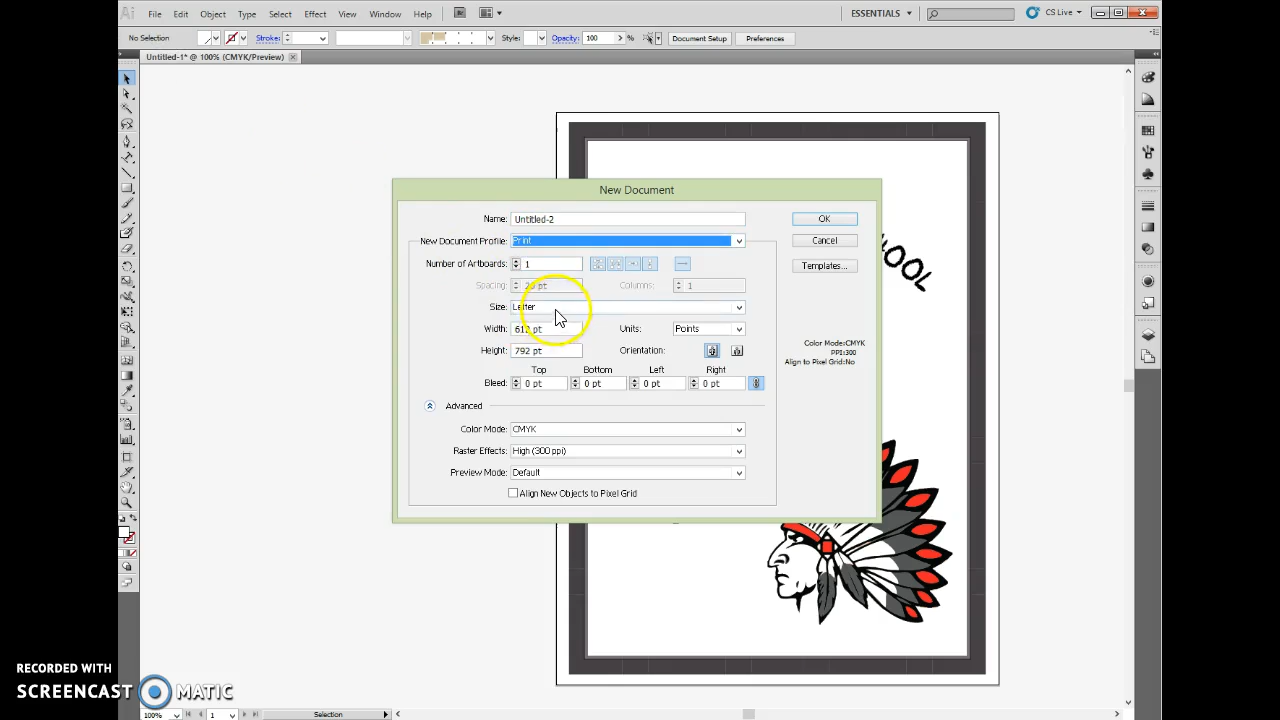 Ai File Edit Object Type Select Effect View Window Help Br ESSENTIALS CS Live
No Selection Stroke: Style: Opacity: 100 % Document Setup Preferences
Untitled-1* @ 100% (CMYK/Preview)
OOL
New Document
Name: Untitled-2 OK
New Document Profile: Print Cancel
Number of Artboards: 1 Templates...
Spacing: 20 pt Columns: 1
Size: Letter
Width: 612 pt Units: Points
Height: 792 pt Orientation:
Color Mode:CMYK
PPI:300
Align to Pixel Grid:No
Top Bottom Left Right
Bleed: 0 pt 0 pt 0 pt 0 pt
Advanced
Color Mode: CMYK
Raster Effects: High (300 ppi)
Preview Mode: Default
Align New Objects to Pixel Grid
RECORDED WITH
SCREENCAST MATIC
100% 1 Selection